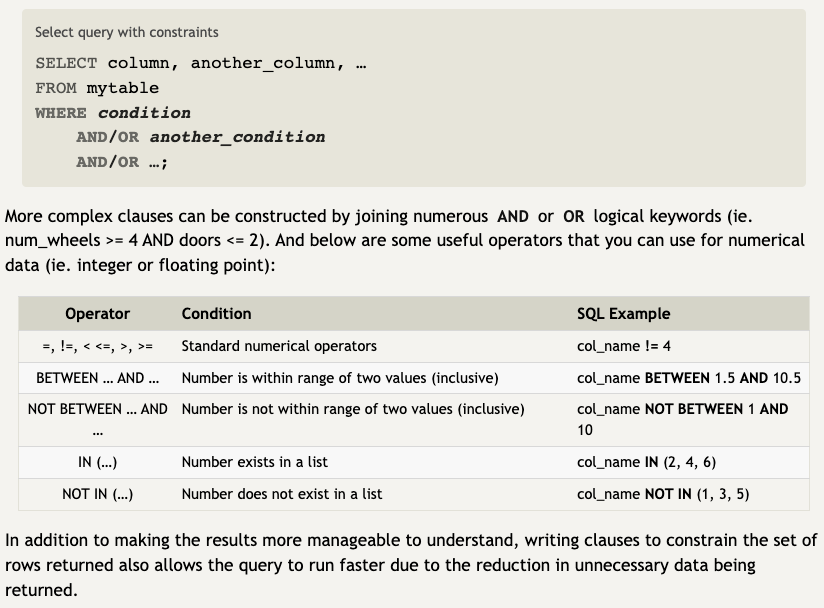 Select query with constraints
SELECT column, another_column, …
FROM mytable
WHERE condition
AND/OR another_condition
AND/OR …;
More complex clauses can be constructed by joining numerous AND or OR logical keywords (ie.
num_wheels >= 4 AND doors <= 2). And below are some useful operators that you can use for numerical
data (ie. integer or floating point):
Operator Condition SQL Example
=, !=, < <=, >, >= Standard numerical operators col_name != 4
BETWEEN … AND … Number is within range of two values (inclusive) col_name BETWEEN 1.5 AND 10.5
NOT BETWEEN … AND Number is not within range of two values (inclusive) col_name NOT BETWEEN 1 AND
… 10
IN (…) Number exists in a list col_name IN (2, 4, 6)
NOT IN (…) Number does not exist in a list col_name NOT IN (1, 3, 5)
In addition to making the results more manageable to understand, writing clauses to constrain the set of
rows returned also allows the query to run faster due to the reduction in unnecessary data being
returned.